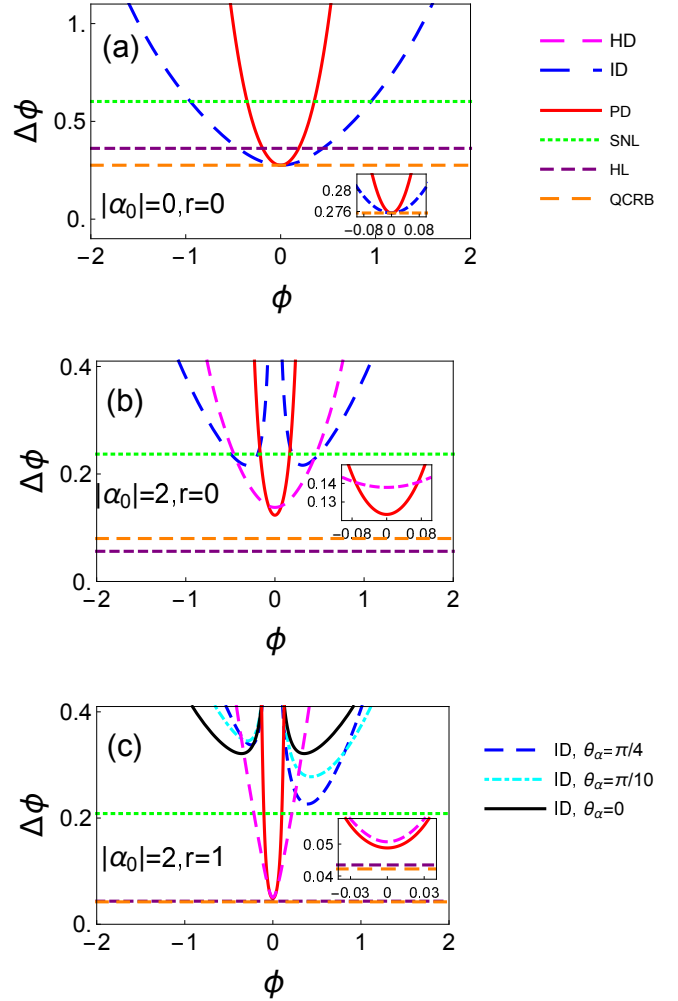 (a)
1.
0.5
0.
Δϕ
|α₀|=0,r=0
0.28
0.276
-0.08 0 0.08
-2 -1 0 1 2
ϕ
HD
ID
PD
SNL
HL
QCRB
(b)
0.4
0.2
0.
Δϕ
|α₀|=2,r=0
0.14
0.13
-0.08 0 0.08
-2 -1 0 1 2
ϕ
(c)
0.4
0.2
0.
Δϕ
|α₀|=2,r=1
0.05
0.04
-0.03 0 0.03
-2 -1 0 1 2
ϕ
ID, θα=π/4
ID, θα=π/10
ID, θα=0